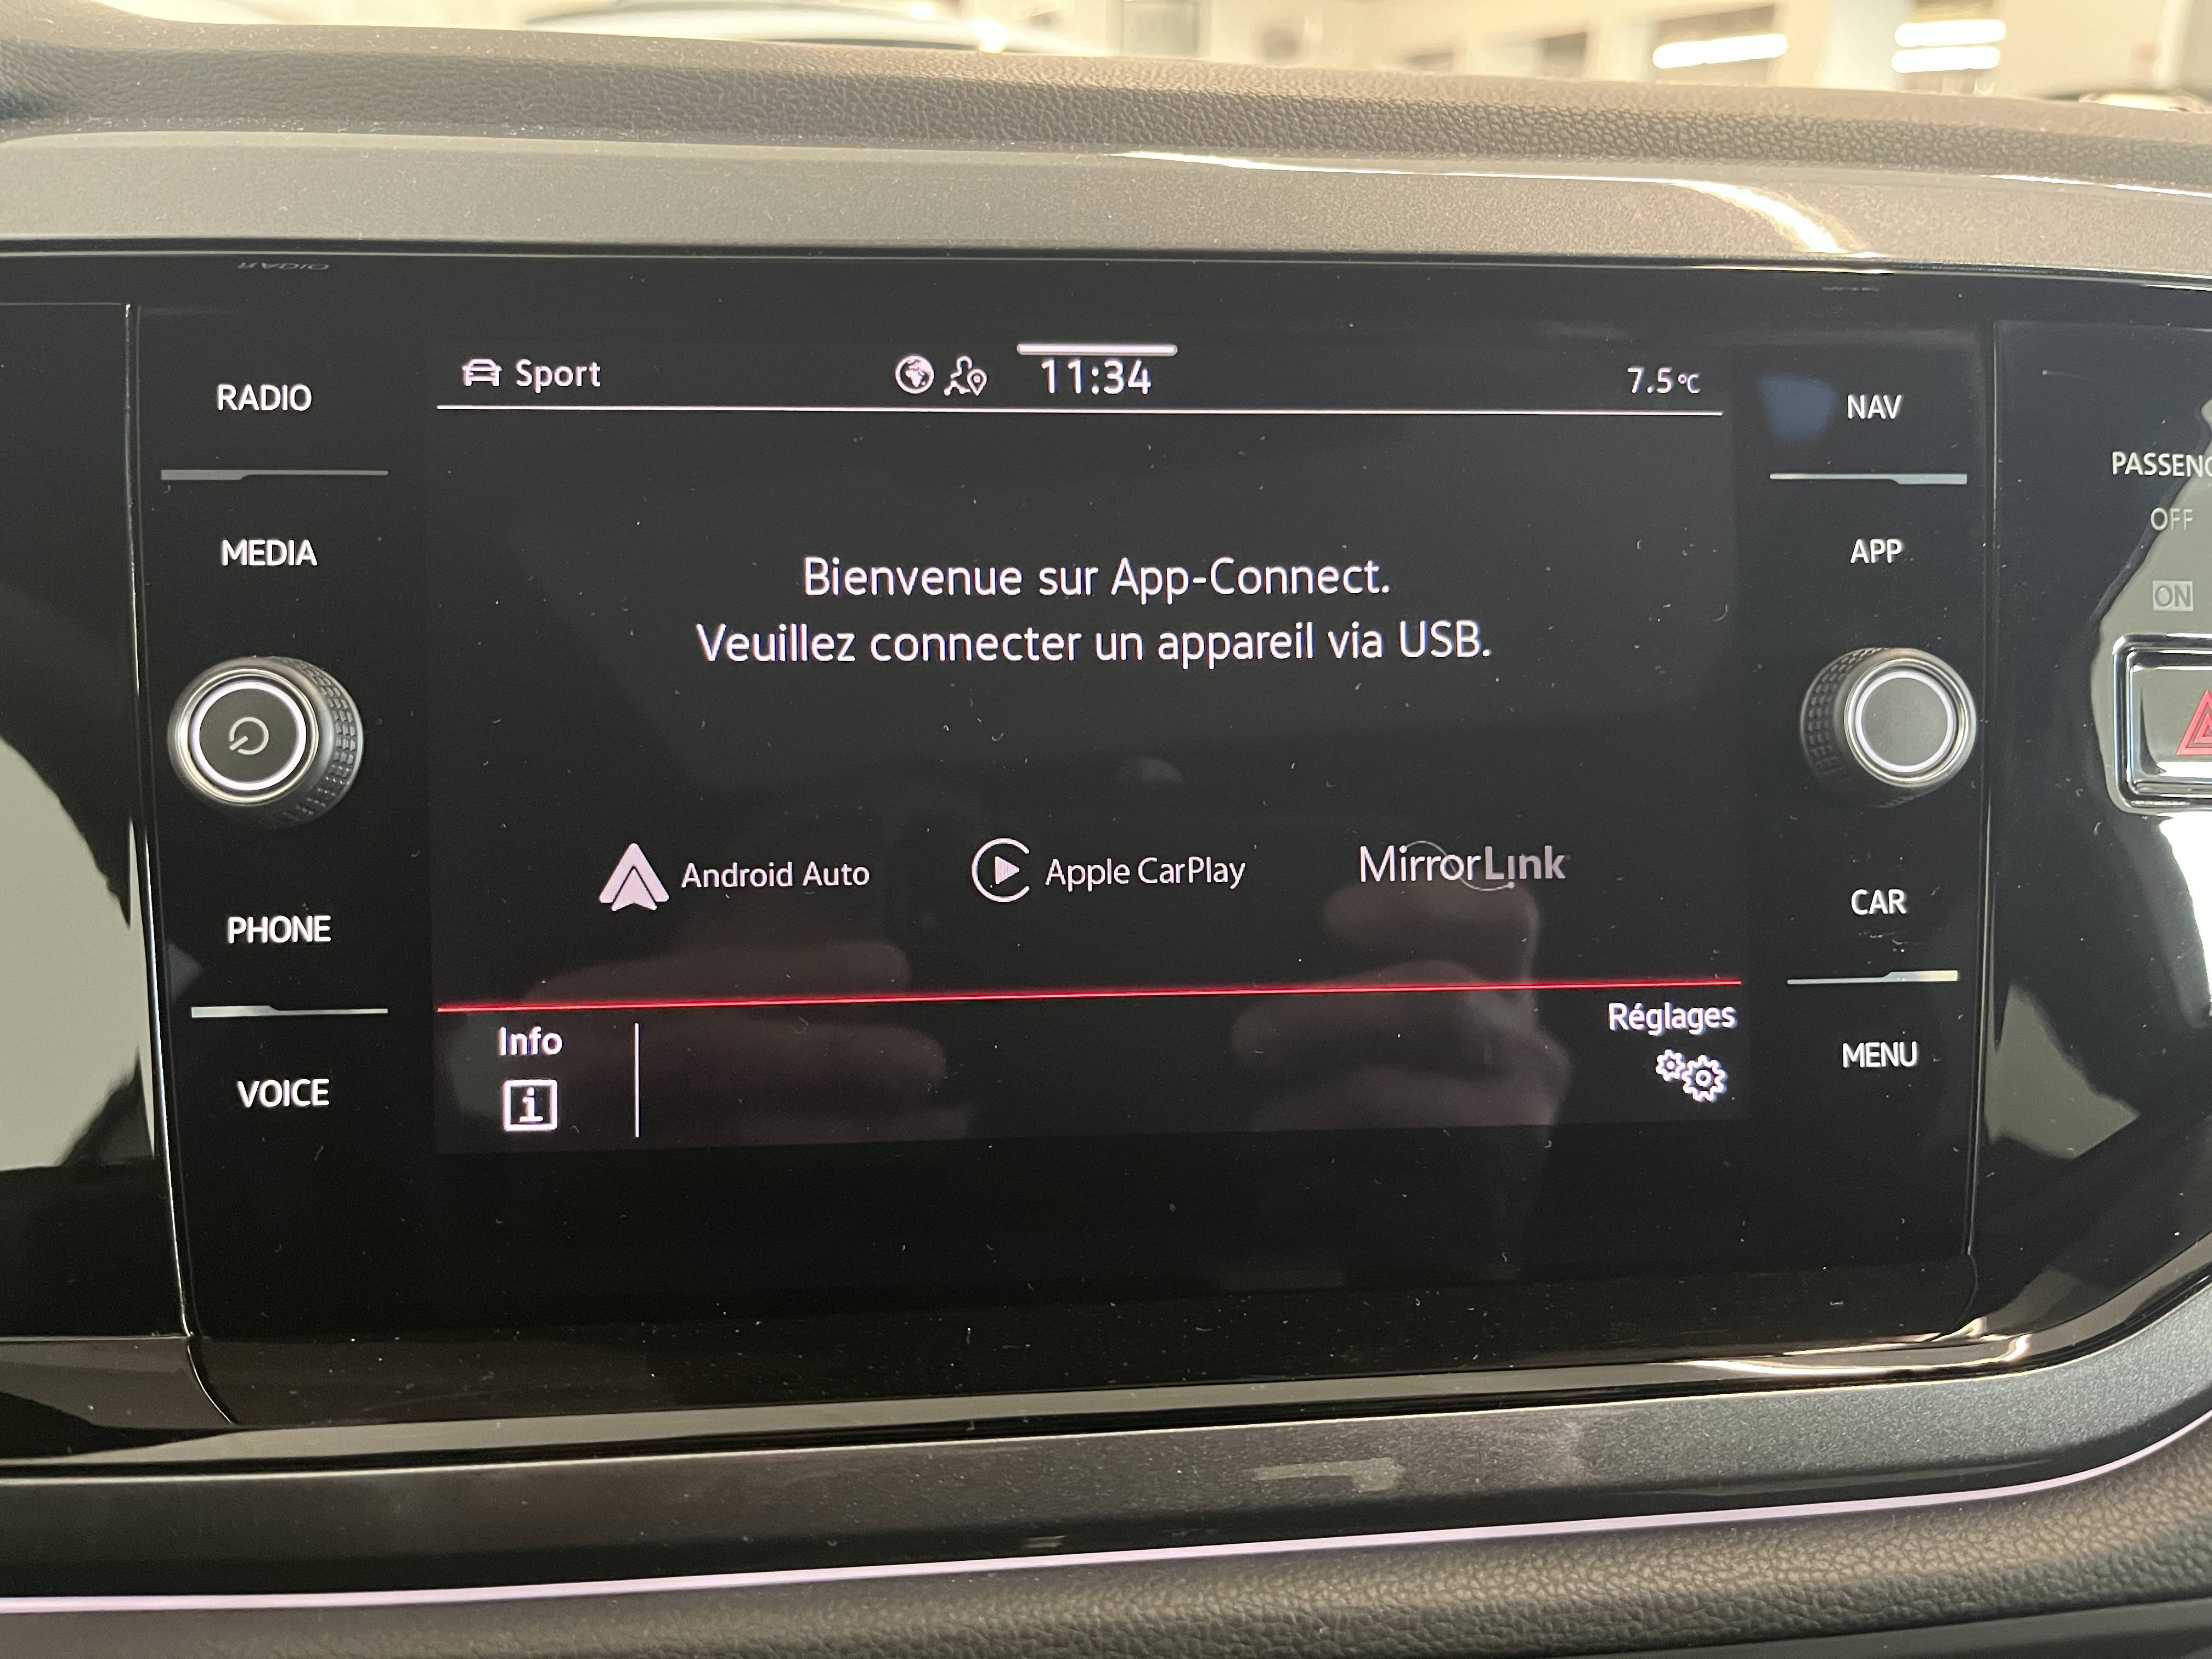 RADIO
MEDIA
PHONE
VOICE
Sport
11:34
7.5°C
Bienvenue sur App-Connect.
Veuillez connecter un appareil via USB.
Android Auto
Apple CarPlay
MirrorLink
Info
Réglages
NAV
APP
CAR
MENU
OFF
ON